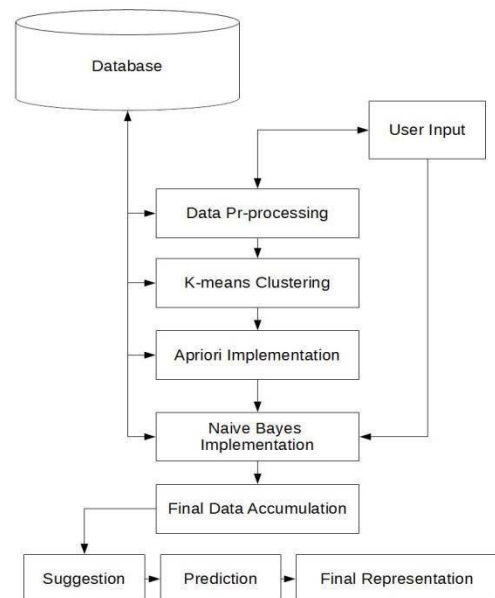 Database
User Input
Data Pr-processing
K-means Clustering
Apriori Implementation
Naive Bayes
Implementation
Final Data Accumulation
Suggestion
Prediction
Final Representation